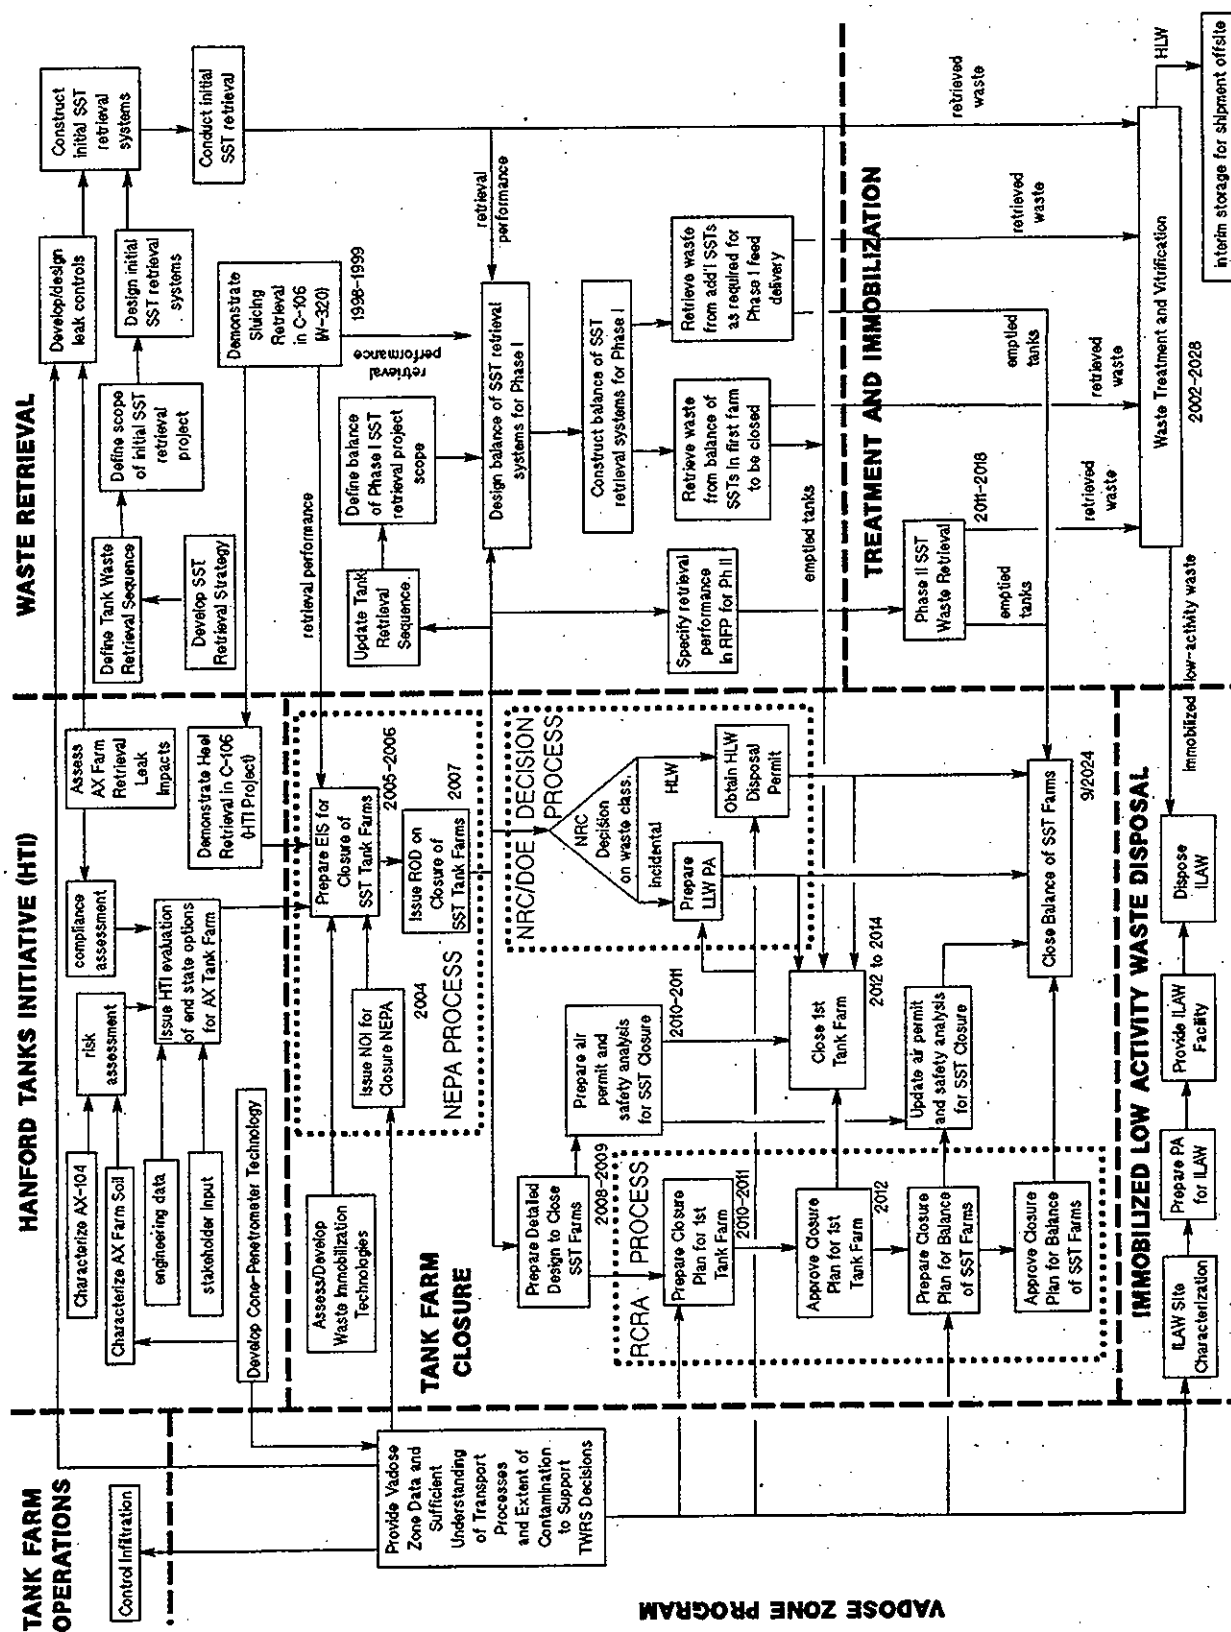 TANK FARM
OPERATIONS
Control Infiltration
Provide Vadose
Zone Data and
Sufficient
Understanding
of Transport
Processes
and Extent of
Contamination
to Support
TWRS Decisions
VADOSE ZONE PROGRAM
HANFORD TANKS INITIATIVE (HTI)
Characterize AX-104
Characterize AX Farm Soil
risk
assessment
compliance
assessment
Assess
AX Farm
Retrieval
Leak
Impacts
engineering data
stakeholder input
Issue HTI evaluation
of end state options
for AX Tank Farm
Develop Cone-Penetrometer Technology
Demonstrate Heel
Retrieval in C-106
(HTI Project)
WASTE RETRIEVAL
Define Tank Waste
Retrieval Sequence
Develop SST
Retrieval Strategy
Define scope
of initial SST
retrieval
project
Develop/design
leak controls
Design initial
SST retrieval
systems
Construct
initial SST
retrieval
systems
Conduct initial
SST retrieval
Demonstrate
Sluicing
Retrieval
in C-106
(W-320)
1998-1999
retrieval performance
retrieval
performance
retrieval
performance
Update Tank
Retrieval
Sequence.
Define balance
of Phase I SST
retrieval project
scope
Design balance of SST retrieval
systems for Phase I
Construct balance of SST
retrieval systems for Phase I
Specify retrieval
performance
in RFP for Ph II
Retrieve waste
from balance of
SSTs in first farm
to be closed
Retrieve waste
from add'l SSTs
as required for
Phase I feed
delivery
emptied tanks
TANK FARM
CLOSURE
Assess/Develop
Waste Immobilization
Technologies
Issue NOI for
Closure NEPA
2004
Prepare EIS for
Closure of
SST Tank Farms
2005-2006
Issue ROD on
Closure of
SST Tank Farms
2007
NEPA PROCESS
Prepare Detailed
Design to Close
SST Farms
2008-2009
Prepare air
permit and
safety analysis
for SST Closure
2010-2011
NRC/DOE DECISION
PROCESS
NRC
Decision
on waste class.
incidental
HLW
Prepare
LLW PA
Obtain HLW
Disposal
Permit
RCRA PROCESS
Prepare Closure
Plan for 1st
Tank Farm
2010-2011
Approve Closure
Plan for 1st
Tank Farm
2012
Prepare Closure
Plan for Balance
of SST Farms
Approve Closure
Plan for Balance
of SST Farms
Close 1st
Tank Farm
2012 to 2014
Update air permit
and safety analysis
for SST Closure
Close Balance of SST Farms
9/2024
TREATMENT AND IMMOBILIZATION
Phase II SST
Waste Retrieval
2011-2018
emptied
tanks
emptied
tanks
retrieved
waste
retrieved
waste
retrieved
waste
retrieved
waste
Waste Treatment and Vitrification
2002-2028
HLW
interim storage for shipment offsite
immobilized low-activity waste
IMMOBILIZED LOW ACTIVITY WASTE DISPOSAL
ILAW Site
Characterization
Prepare PA
for ILAW
Provide ILAW
Facility
Dispose
ILAW